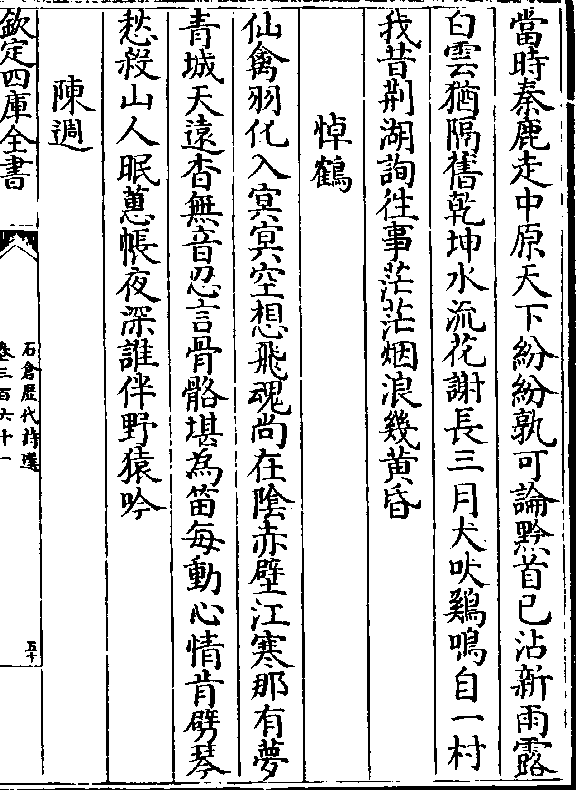 當時秦鹿走中原天下紛紛孰可論黔首已沾新雨露
白雲猶隔舊乾坤水流花謝長三月犬吠鷄鳴自一村
我昔荆湖詢徃事茫茫烟浪幾黄昏
悼鶴
仙禽羽化入㝠㝠空想飛魂尚在陰赤壁江寒那有夢
青城天遠杳無音忍言骨骼堪為笛每動心情肯劈琴
愁殺山人眠蕙帳夜深誰伴野猿吟
陳週
欽定四庫全書
石倉歴代詩選
卷三百六十一
五十